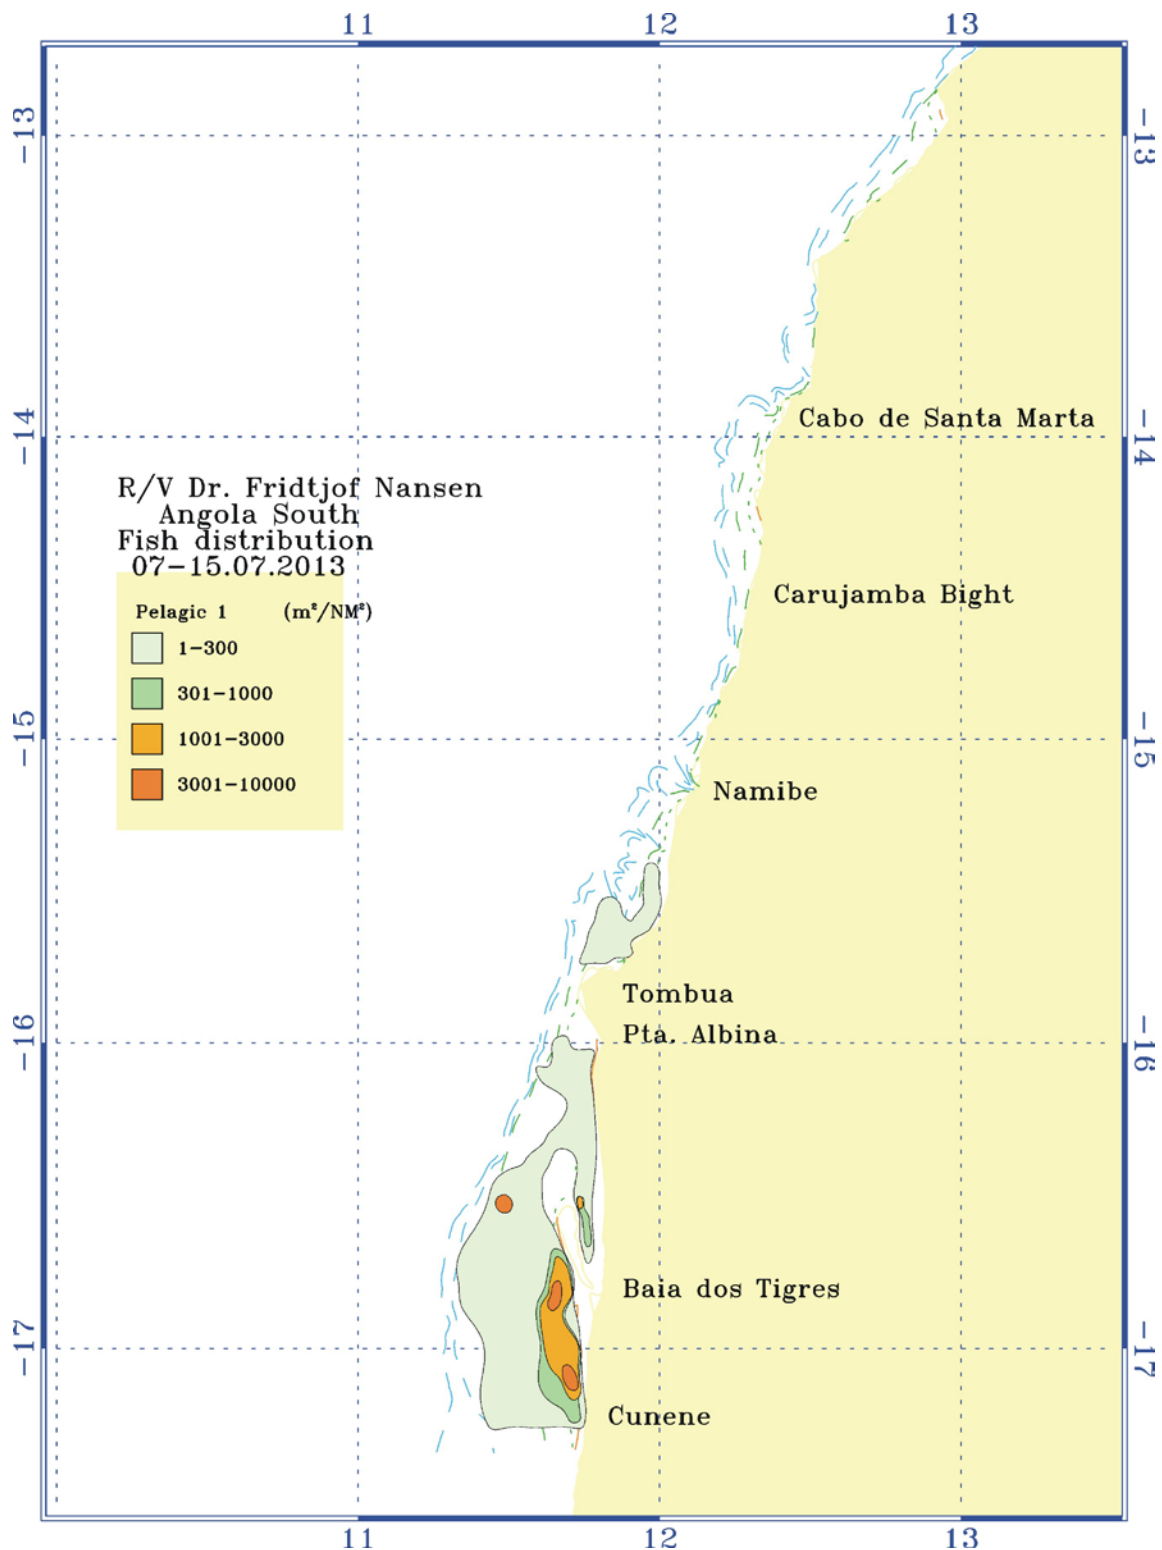 11 12 13
-13 -13
Cabo de Santa Marta
-14 -14
R/V Dr. Fridtjof Nansen
Angola South
Fish distribution
07-15.07.2013
Carujamba Bight
Pelagic 1 (m²/NM²)
1-300
301-1000
1001-3000
3001-10000
-15 -15
Namibe
Tombua
-16 -16
Pta. Albina
Baia dos Tigres
-17 -17
Cunene
11 12 13